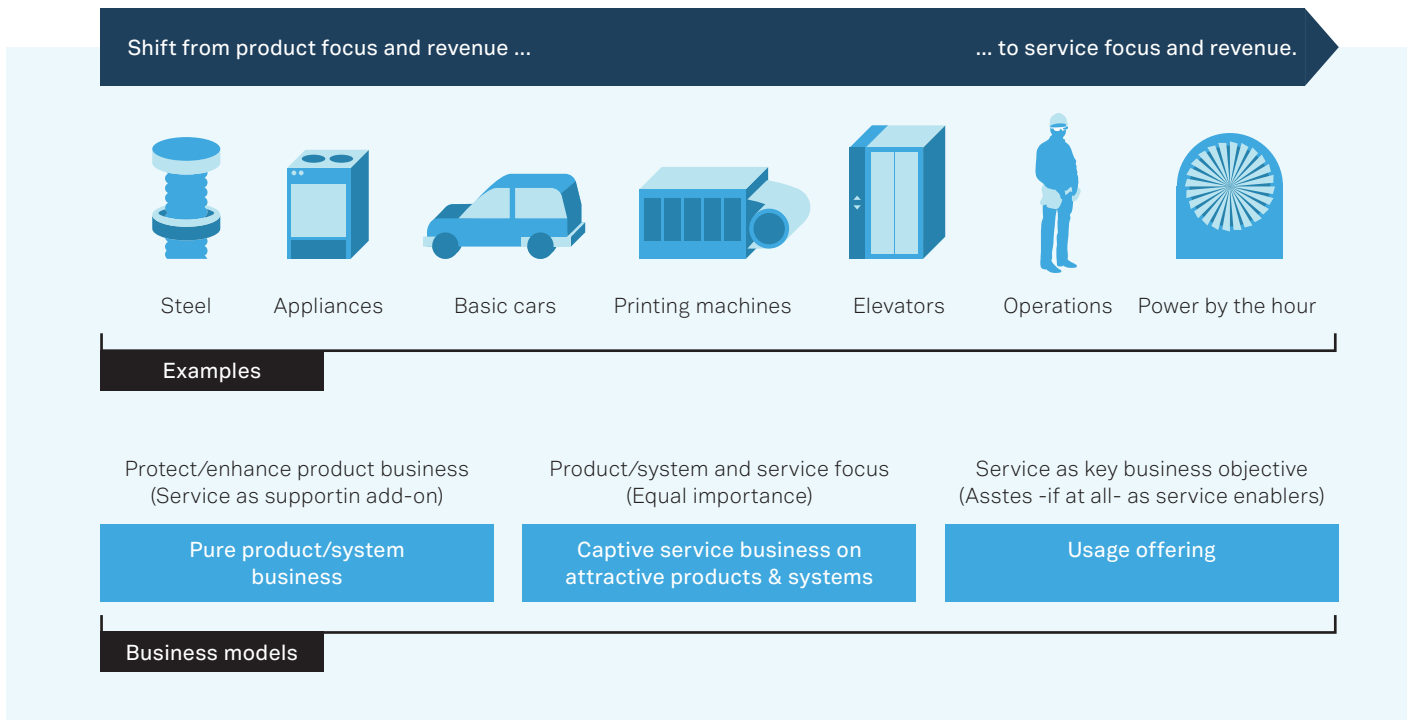 Shift from product focus and revenue ...
... to service focus and revenue.
Steel
Appliances
Basic cars
Printing machines
Elevators
Operations
Power by the hour
Examples
Protect/enhance product business
(Service as supportin add-on)
Pure product/system
business
Product/system and service focus
(Equal importance)
Captive service business on
attractive products & systems
Service as key business objective
(Asstes -if at all- as service enablers)
Usage offering
Business models